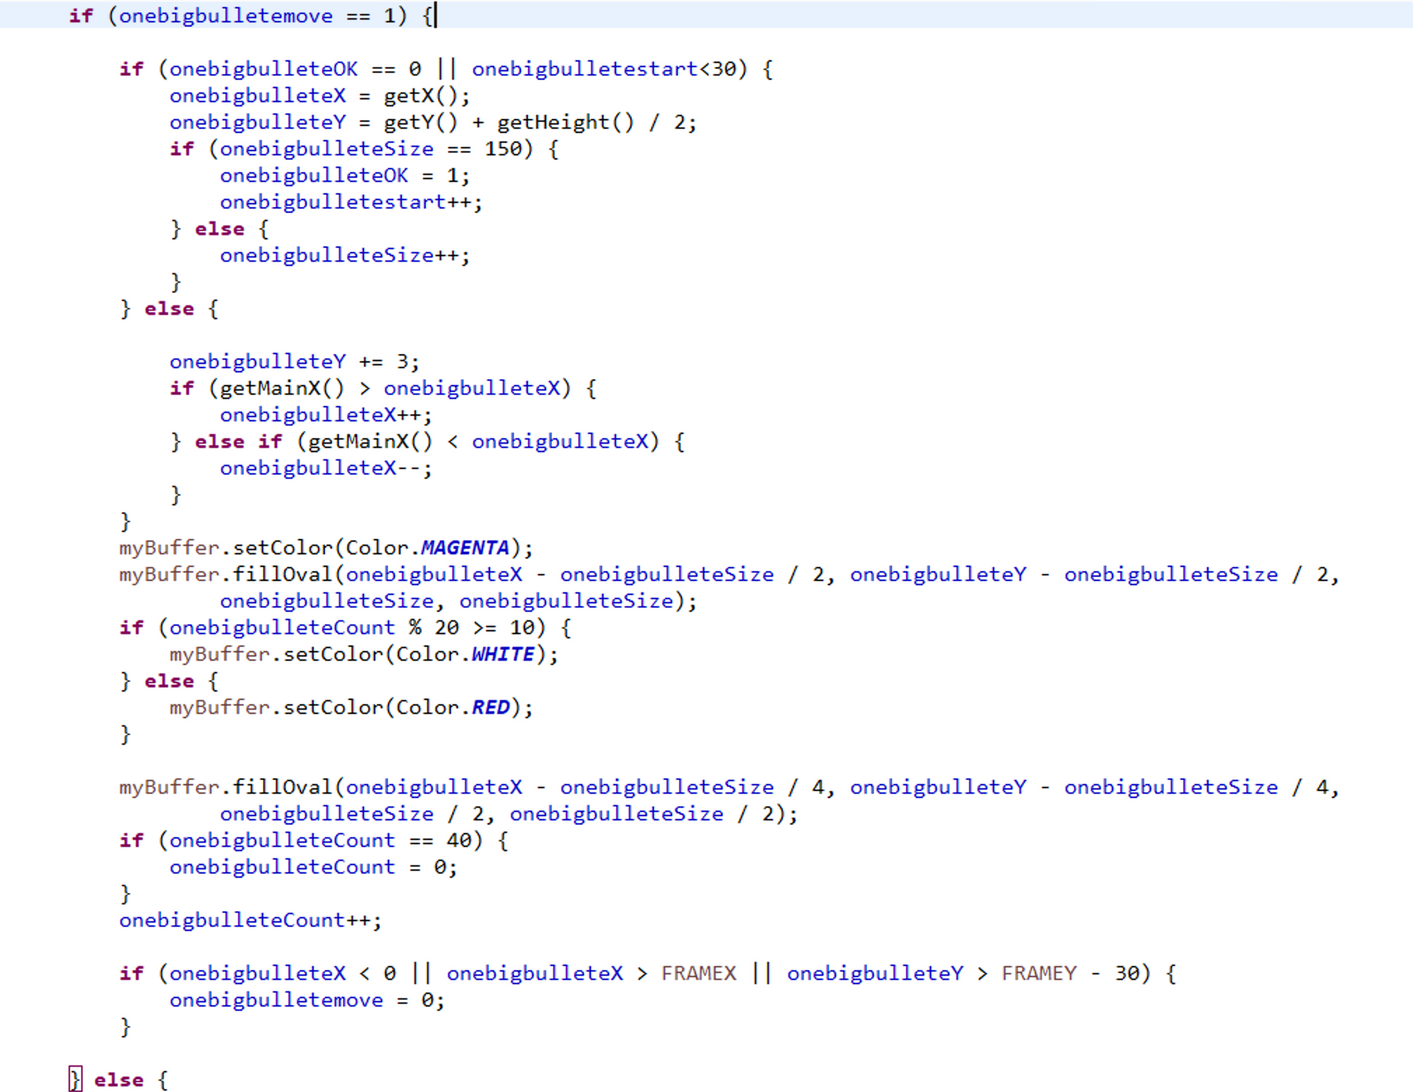 if (onebigbulletemove == 1) {
if (onebigbulleteOK == 0 || onebigbulletestart<30) {
onebigbulleteX = getX();
onebigbulleteY = getY() + getHeight() / 2;
if (onebigbulleteSize == 150) {
onebigbulleteOK = 1;
onebigbulletestart++;
} else {
onebigbulleteSize++;
}
} else {
onebigbulleteY += 3;
if (getMainX() > onebigbulleteX) {
onebigbulleteX++;
} else if (getMainX() < onebigbulleteX) {
onebigbulleteX--;
}
}
myBuffer.setColor(Color.MAGENTA);
myBuffer.fillOval(onebigbulleteX - onebigbulleteSize / 2, onebigbulleteY - onebigbulleteSize / 2,
onebigbulleteSize, onebigbulleteSize);
if (onebigbulleteCount % 20 >= 10) {
myBuffer.setColor(Color.WHITE);
} else {
myBuffer.setColor(Color.RED);
}
myBuffer.fillOval(onebigbulleteX - onebigbulleteSize / 4, onebigbulleteY - onebigbulleteSize / 4,
onebigbulleteSize / 2, onebigbulleteSize / 2);
if (onebigbulleteCount == 40) {
onebigbulleteCount = 0;
}
onebigbulleteCount++;
if (onebigbulleteX < 0 || onebigbulleteX > FRAMEX || onebigbulleteY > FRAMEY - 30) {
onebigbulletemove = 0;
}
} else {